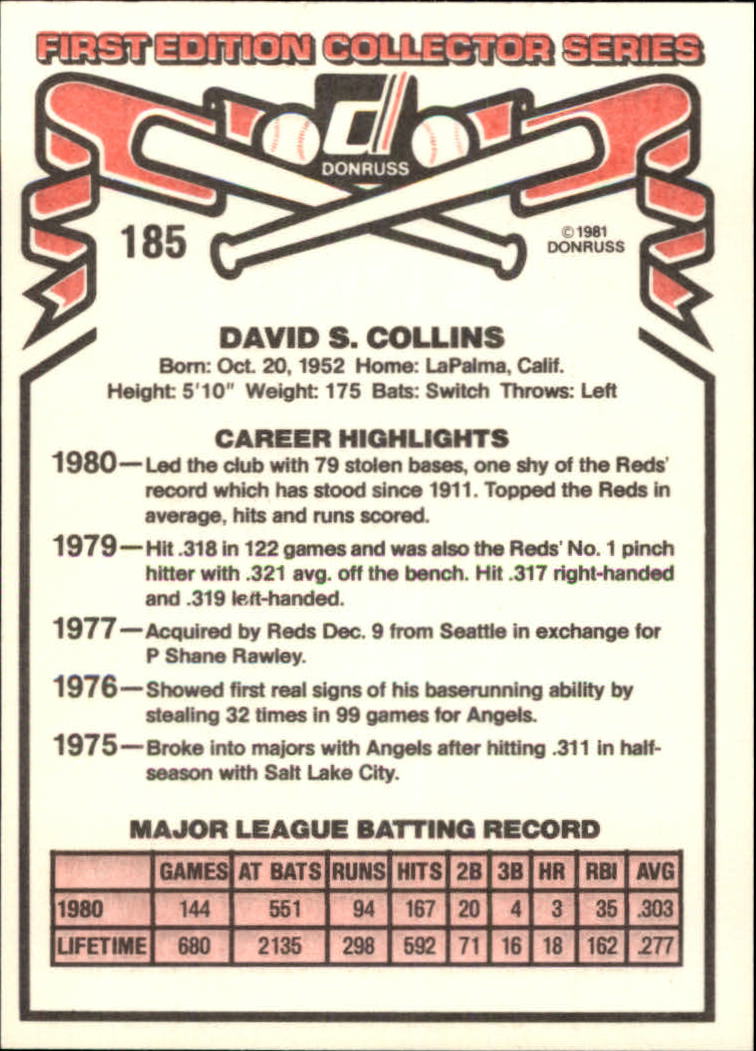 FIRST EDITION COLLECTOR SERIES
d
DONRUSS
185
© 1981
DONRUSS
DAVID S. COLLINS
Born: Oct. 20, 1952 Home: LaPalma, Calif.
Height: 5'10" Weight: 175 Bats: Switch Throws: Left
CAREER HIGHLIGHTS
1980—Led the club with 79 stolen bases, one shy of the Reds'
record which has stood since 1911. Topped the Reds in
average, hits and runs scored.
1979—Hit .318 in 122 games and was also the Reds' No. 1 pinch
hitter with .321 avg. off the bench. Hit .317 right-handed
and .319 left-handed.
1977—Acquired by Reds Dec. 9 from Seattle in exchange for
P Shane Rawley.
1976—Showed first real signs of his baserunning ability by
stealing 32 times in 99 games for Angels.
1975—Broke into majors with Angels after hitting .311 in half-
season with Salt Lake City.
MAJOR LEAGUE BATTING RECORD
GAMES AT BATS RUNS HITS 2B 3B HR RBI AVG
1980 144 551 94 167 20 4 3 35 .303
LIFETIME 680 2135 298 592 71 16 18 162 .277